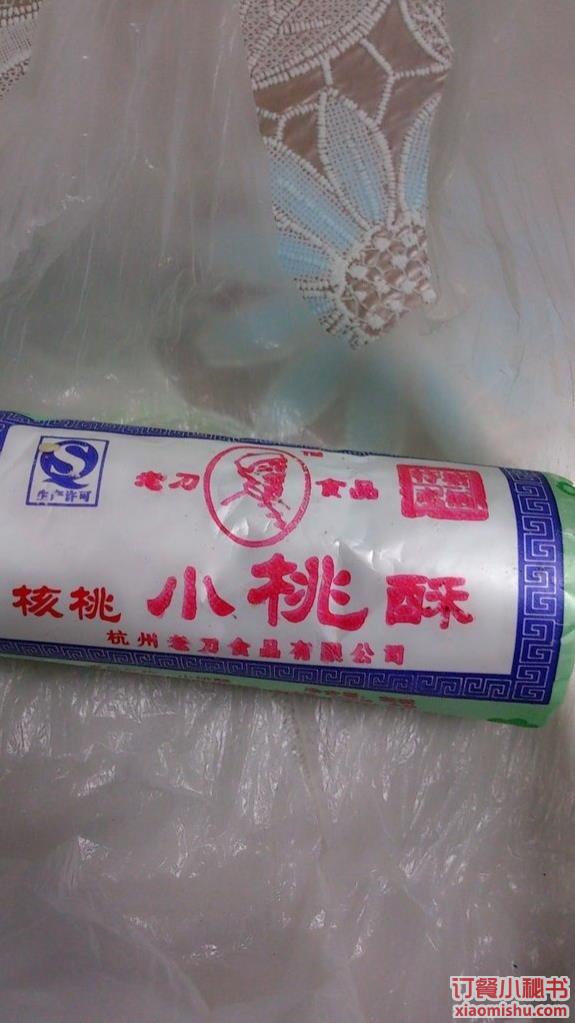 生产许可
老刀
食品
核桃 小桃酥
杭州老刀食品有限公司
订餐小秘书
xiaomishu.com